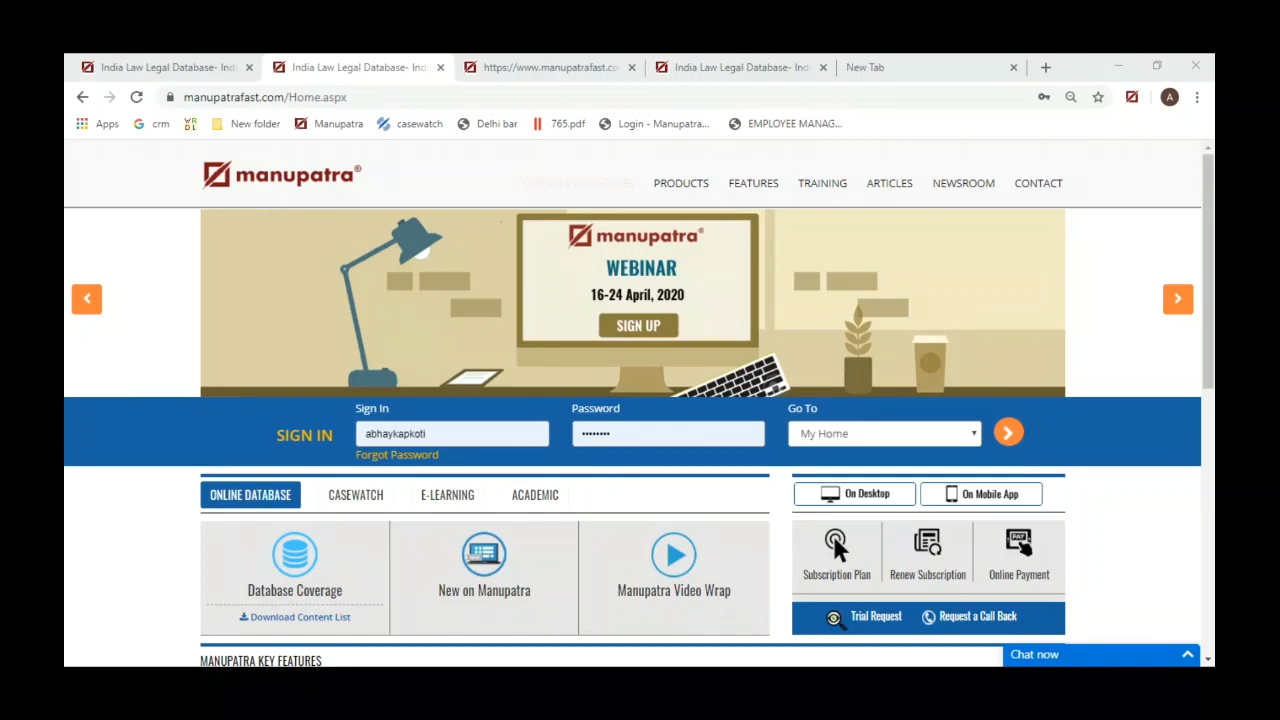 India Law Legal Database- Ind
India Law Legal Database- Ind
https://www.manupatrafast.co
India Law Legal Database- Ind
New Tab
manupatrafast.com/Home.aspx
A
Apps
crm
New folder
Manupatra
casewatch
Delhi bar
765.pdf
Login - Manupatra...
EMPLOYEE MANAG...
manupatra®
PRODUCTS
FEATURES
TRAINING
ARTICLES
NEWSROOM
CONTACT
manupatra®
WEBINAR
16-24 April, 2020
SIGN UP
SIGN IN
Sign In
abhaykapkoti
Forgot Password
Password
••••••••
Go To
My Home
ONLINE DATABASE
CASEWATCH
E-LEARNING
ACADEMIC
On Desktop
On Mobile App
Database Coverage
Download Content List
New on Manupatra
Manupatra Video Wrap
Subscription Plan
Renew Subscription
PAY
Online Payment
Trial Request
Request a Call Back
MANUPATRA KEY FEATURES
Chat now